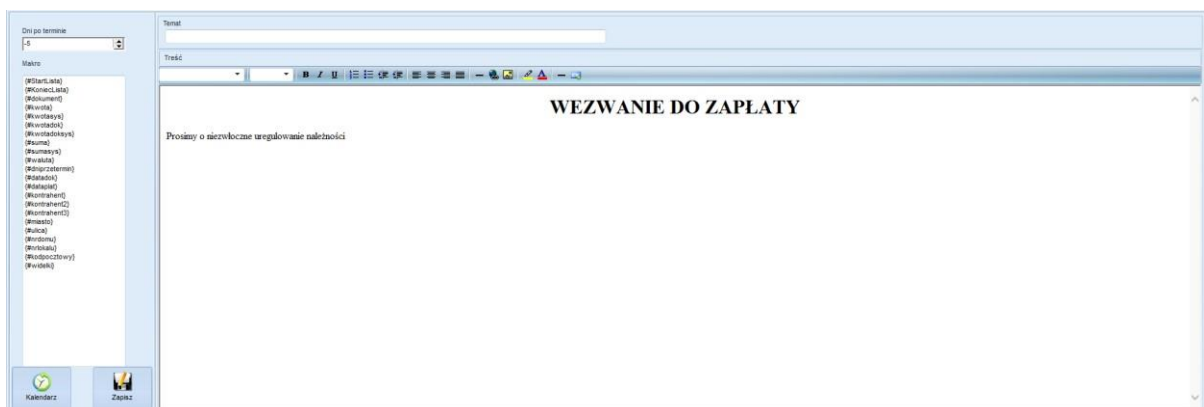 Dni po terminie
-5
Makro
{#StartLista}
{#KoniecLista}
{#dokument}
{#kwota}
{#kwotasys}
{#kwotadok}
{#kwotadoksys}
{#suma}
{#sumasys}
{#waluta}
{#dniprzetermin}
{#datadok}
{#dataplat}
{#kontrahent}
{#kontrahent2}
{#kontrahent3}
{#miasto}
{#ulica}
{#nrdomu}
{#nrlokalu}
{#kodpocztowy}
{#widelki}
Kalendarz
Zapisz
Temat
Treść
B I U
A
WEZWANIE DO ZAPŁATY
Prosimy o niezwłoczne uregulowanie należności